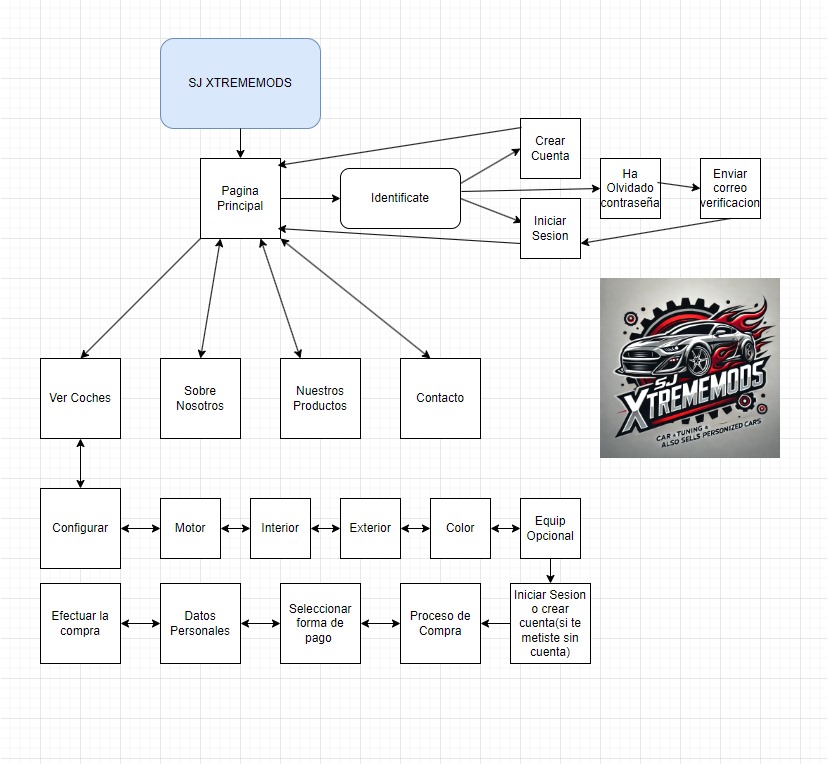 SJ XTREMEMODS
Crear
Cuenta
Pagina
Principal
Identificate
Ha
Olvidado
contraseña
Enviar
correo
verificacion
Iniciar
Sesion
Ver Coches
Sobre
Nosotros
Nuestros
Productos
Contacto
SJ
XTREMEMODS
CAR • TUNING •
ALSO SELLS PERSONIZED CARS
Configurar
Motor
Interior
Exterior
Color
Equip
Opcional
Efectuar la
compra
Datos
Personales
Seleccionar
forma de
pago
Proceso de
Compra
Iniciar Sesion
o crear
cuenta(si te
metiste sin
cuenta)